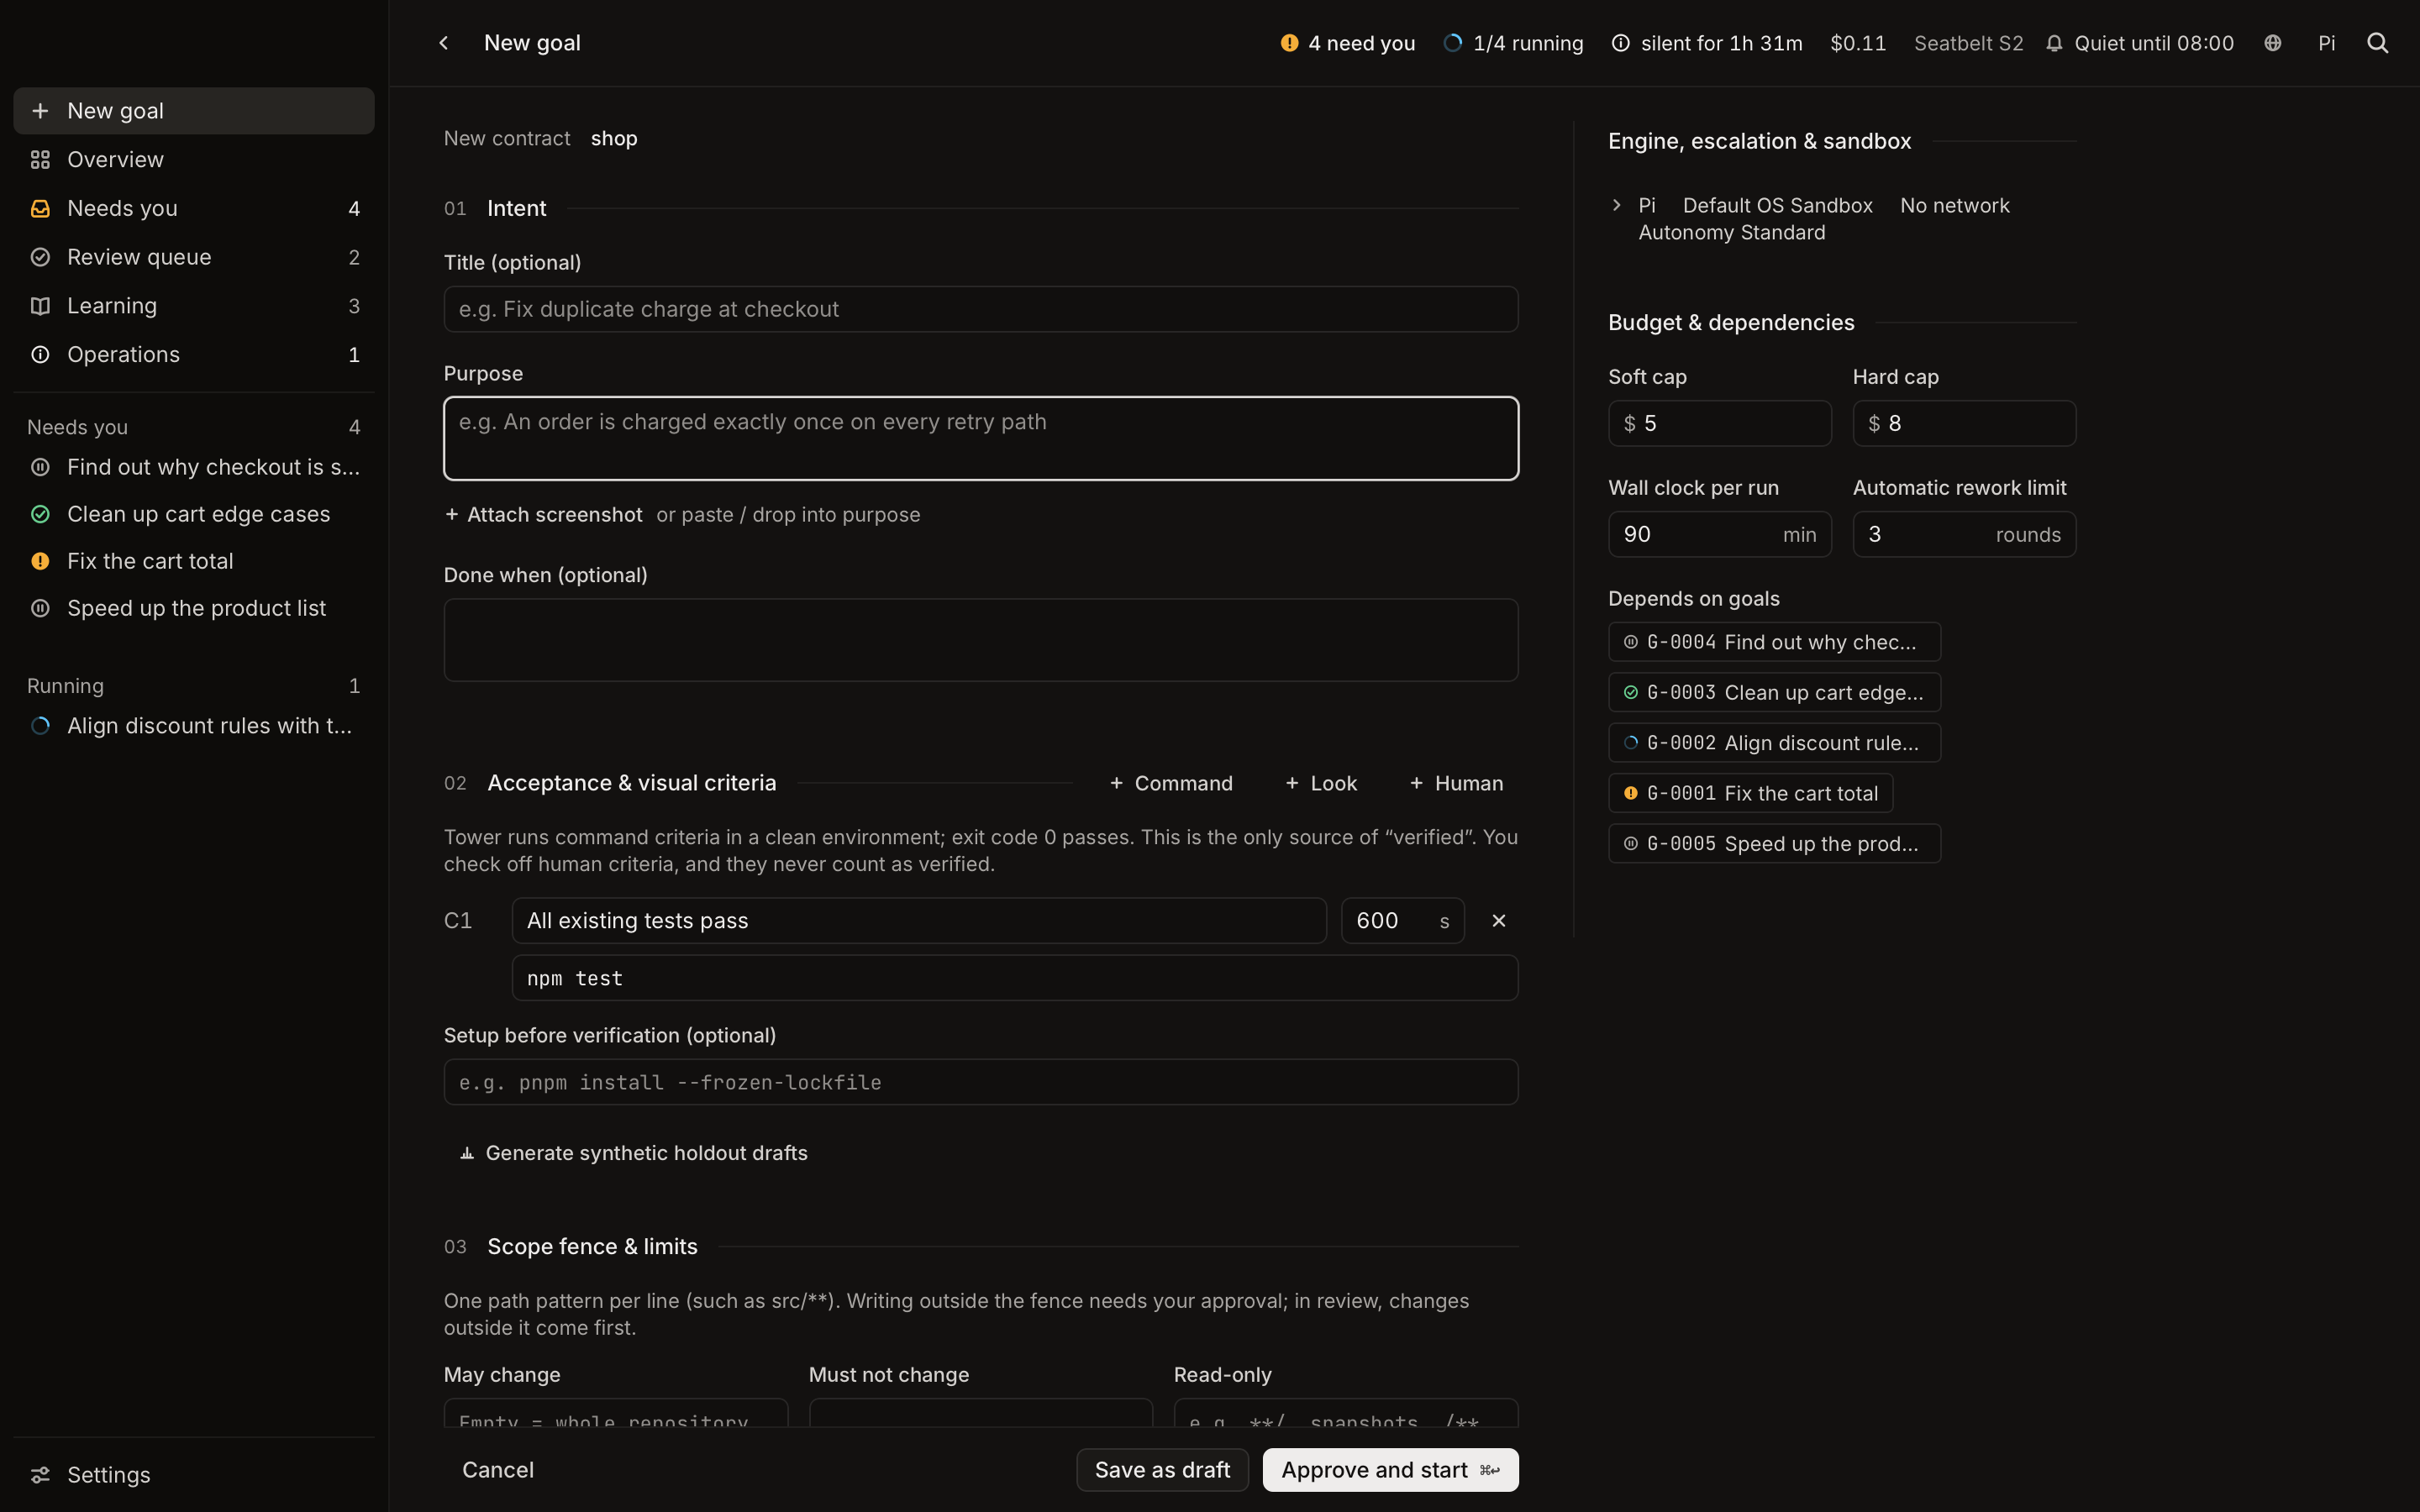 New goal
Overview
Needs you 4
Review queue 2
Learning 3
Operations 1
Needs you 4
Find out why checkout is s...
Clean up cart edge cases
Fix the cart total
Speed up the product list
Running 1
Align discount rules with t...
Settings
New goal
4 need you
1/4 running
silent for 1h 31m
$0.11
Seatbelt S2
Quiet until 08:00
Pi
New contract shop
01 Intent
Title (optional)
e.g. Fix duplicate charge at checkout
Purpose
e.g. An order is charged exactly once on every retry path
+ Attach screenshot or paste / drop into purpose
Done when (optional)
02 Acceptance & visual criteria
+ Command + Look + Human
Tower runs command criteria in a clean environment; exit code 0 passes. This is the only source of “verified”. You
check off human criteria, and they never count as verified.
C1 All existing tests pass 600 s
npm test
Setup before verification (optional)
e.g. pnpm install --frozen-lockfile
Generate synthetic holdout drafts
03 Scope fence & limits
One path pattern per line (such as src/**). Writing outside the fence needs your approval; in review, changes
outside it come first.
May change Must not change Read-only
Empty = whole repository
e.g. **/__snapshots__/**
Cancel
Save as draft
Approve and start ⌘↩
Engine, escalation & sandbox
Pi Default OS Sandbox No network
Autonomy Standard
Budget & dependencies
Soft cap Hard cap
$ 5 $ 8
Wall clock per run Automatic rework limit
90 min 3 rounds
Depends on goals
G-0004 Find out why chec...
G-0003 Clean up cart edge...
G-0002 Align discount rule...
G-0001 Fix the cart total
G-0005 Speed up the prod...